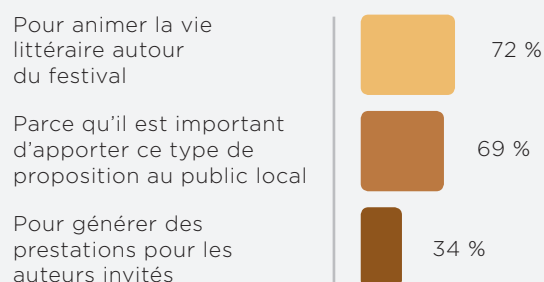 Pour animer la vie
littéraire autour
du festival
72 %
Parce qu’il est important
d’apporter ce type de
proposition au public local
69 %
Pour générer des
prestations pour les
auteurs invités
34 %